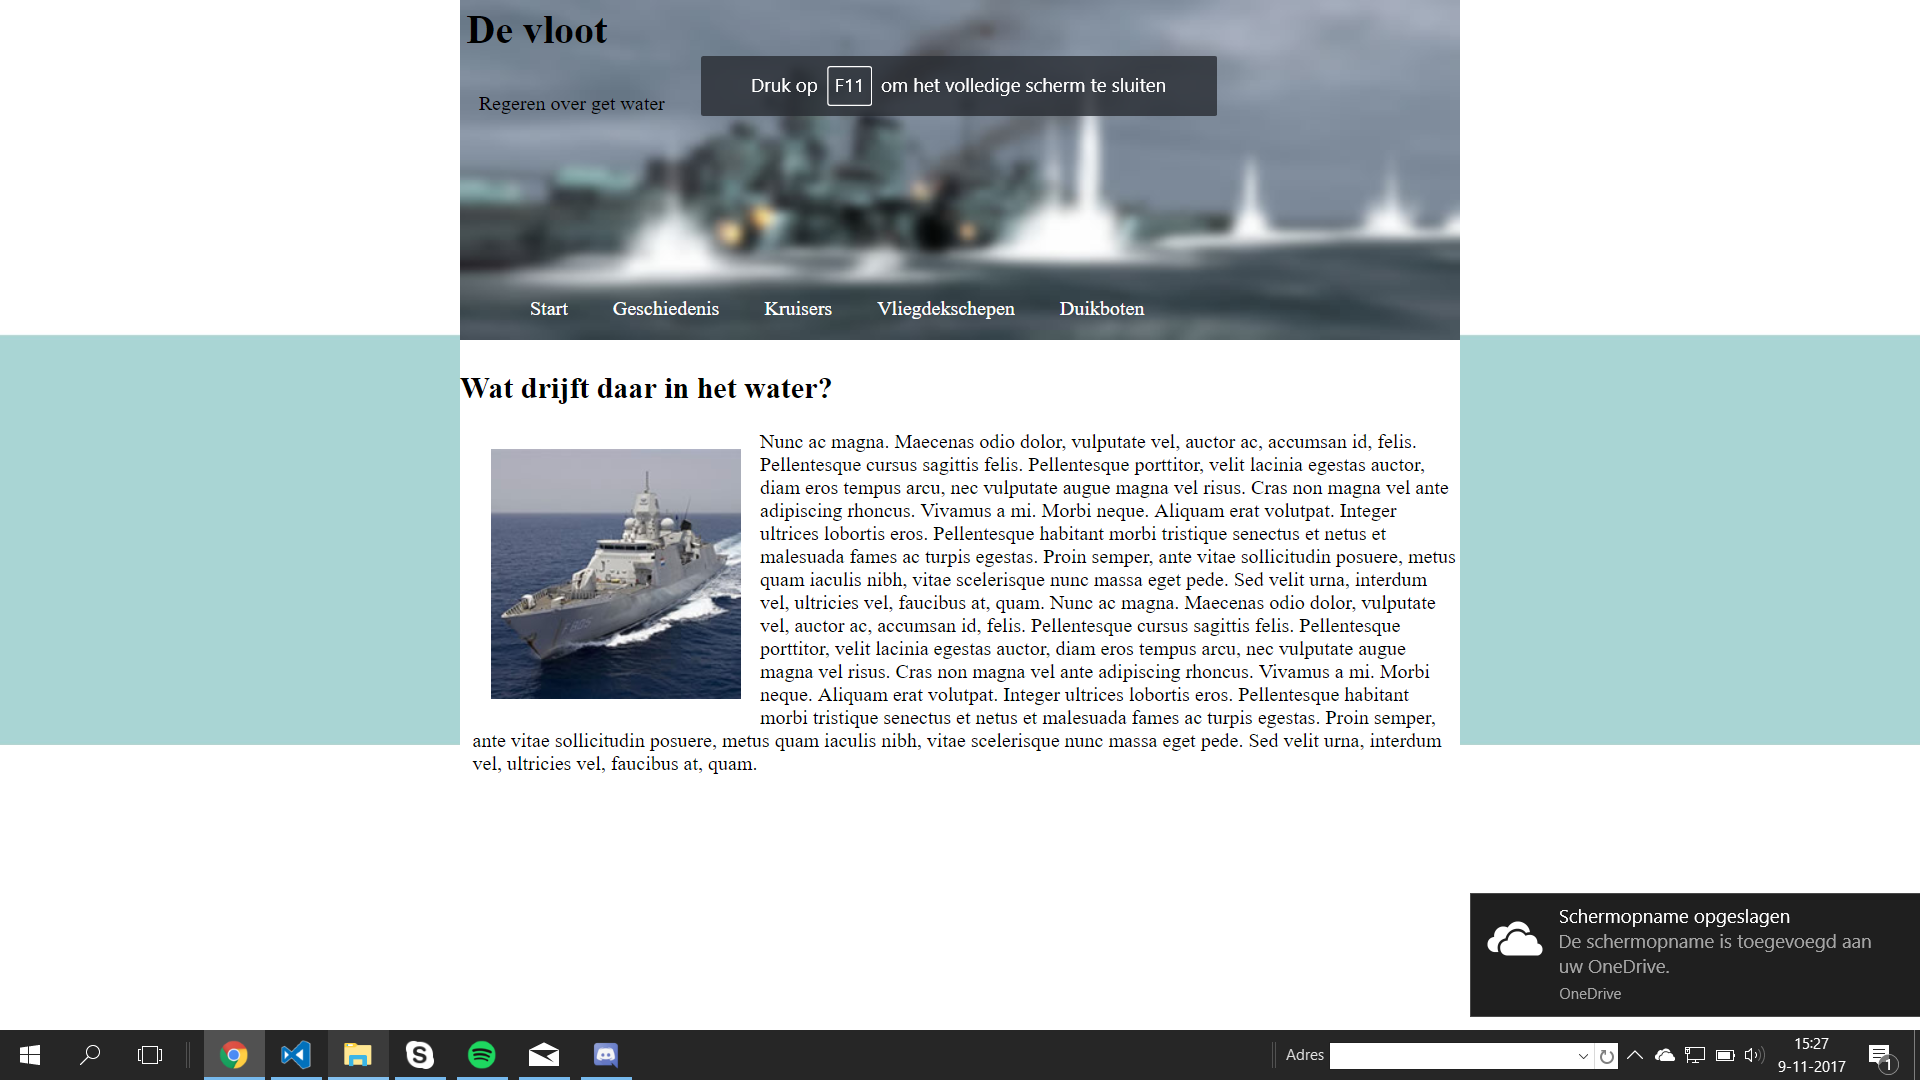 De vloot
Druk op F11 om het volledige scherm te sluiten
Regeren over get water
Start Geschiedenis Kruisers Vliegdekschepen Duikboten
Wat drijft daar in het water?
Nunc ac magna. Maecenas odio dolor, vulputate vel, auctor ac, accumsan id, felis.
Pellentesque cursus sagittis felis. Pellentesque porttitor, velit lacinia egestas auctor,
diam eros tempus arcu, nec vulputate augue magna vel risus. Cras non magna vel ante
adipiscing rhoncus. Vivamus a mi. Morbi neque. Aliquam erat volutpat. Integer
ultrices lobortis eros. Pellentesque habitant morbi tristique senectus et netus et
malesuada fames ac turpis egestas. Proin semper, ante vitae sollicitudin posuere, metus
quam iaculis nibh, vitae scelerisque nunc massa eget pede. Sed velit urna, interdum
vel, ultricies vel, faucibus at, quam. Nunc ac magna. Maecenas odio dolor, vulputate
vel, auctor ac, accumsan id, felis. Pellentesque cursus sagittis felis. Pellentesque
porttitor, velit lacinia egestas auctor, diam eros tempus arcu, nec vulputate augue
magna vel risus. Cras non magna vel ante adipiscing rhoncus. Vivamus a mi. Morbi
neque. Aliquam erat volutpat. Integer ultrices lobortis eros. Pellentesque habitant
morbi tristique senectus et netus et malesuada fames ac turpis egestas. Proin semper,
ante vitae sollicitudin posuere, metus quam iaculis nibh, vitae scelerisque nunc massa eget pede. Sed velit urna, interdum
vel, ultricies vel, faucibus at, quam.
Schermopname opgeslagen
De schermopname is toegevoegd aan
uw OneDrive.
OneDrive
Adres
15:27
9-11-2017
1